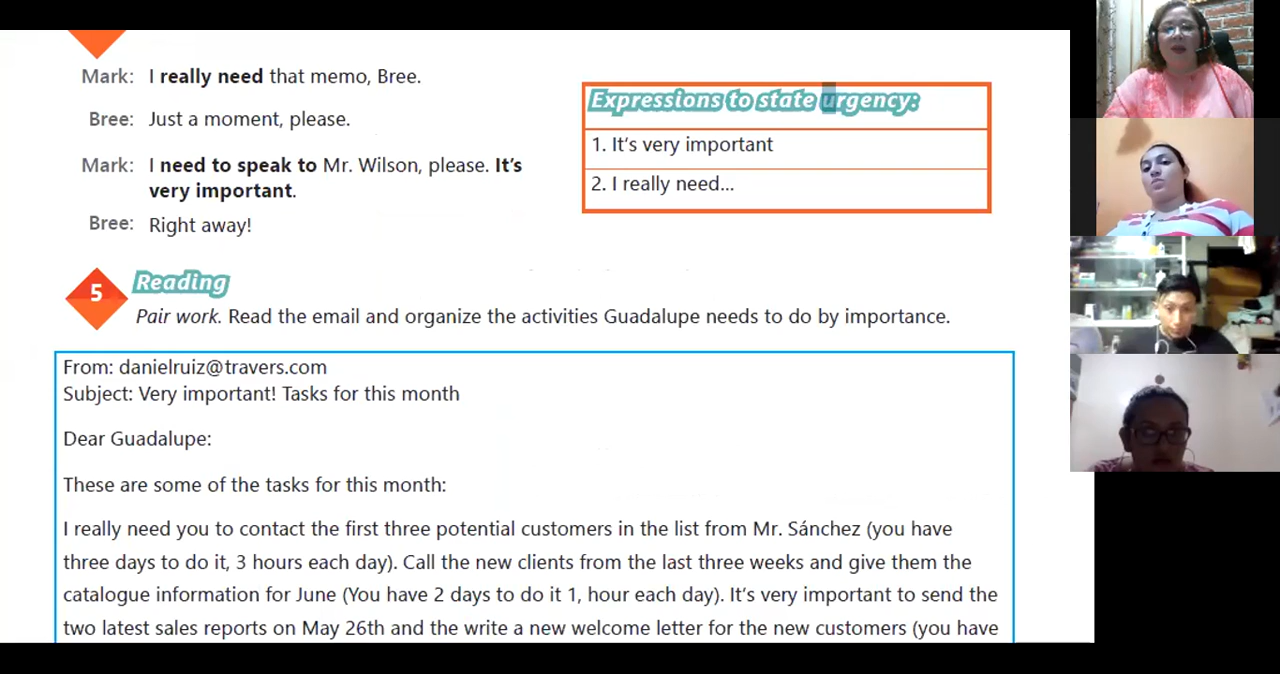 Mark: I really need that memo, Bree.
Bree: Just a moment, please.
Mark: I need to speak to Mr. Wilson, please. It's
very important.
Bree: Right away!
Expressions to state urgency:
1. It's very important
2. I really need...
5 Reading
Pair work. Read the email and organize the activities Guadalupe needs to do by importance.
From: danielruiz@travers.com
Subject: Very important! Tasks for this month
Dear Guadalupe:
These are some of the tasks for this month:
I really need you to contact the first three potential customers in the list from Mr. Sánchez (you have
three days to do it, 3 hours each day). Call the new clients from the last three weeks and give them the
catalogue information for June (You have 2 days to do it 1, hour each day). It's very important to send the
two latest sales reports on May 26th and the write a new welcome letter for the new customers (you have